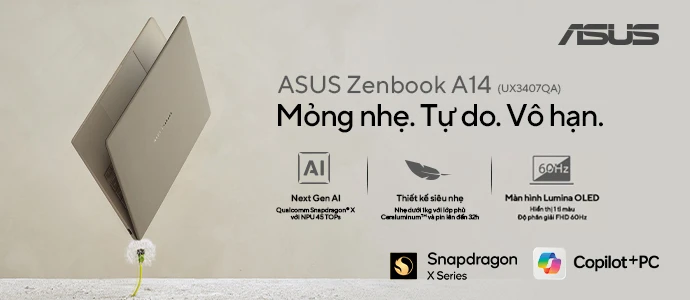 ASUS
ASUS Zenbook A14 (UX3407QA)
Mỏng nhẹ. Tự do. Vô hạn.
AI
Next Gen AI
Qualcomm Snapdragon® X
với NPU 45 TOPs
Thiết kế siêu nhẹ
Nhẹ dưới 1kg với lớp phủ
Ceraluminum™ và pin lên đến 32h
60Hz
Màn hình Lumina OLED
Hiển thị 1 tỉ màu
Độ phân giải FHD 60Hz
Snapdragon
X Series
Copilot+PC